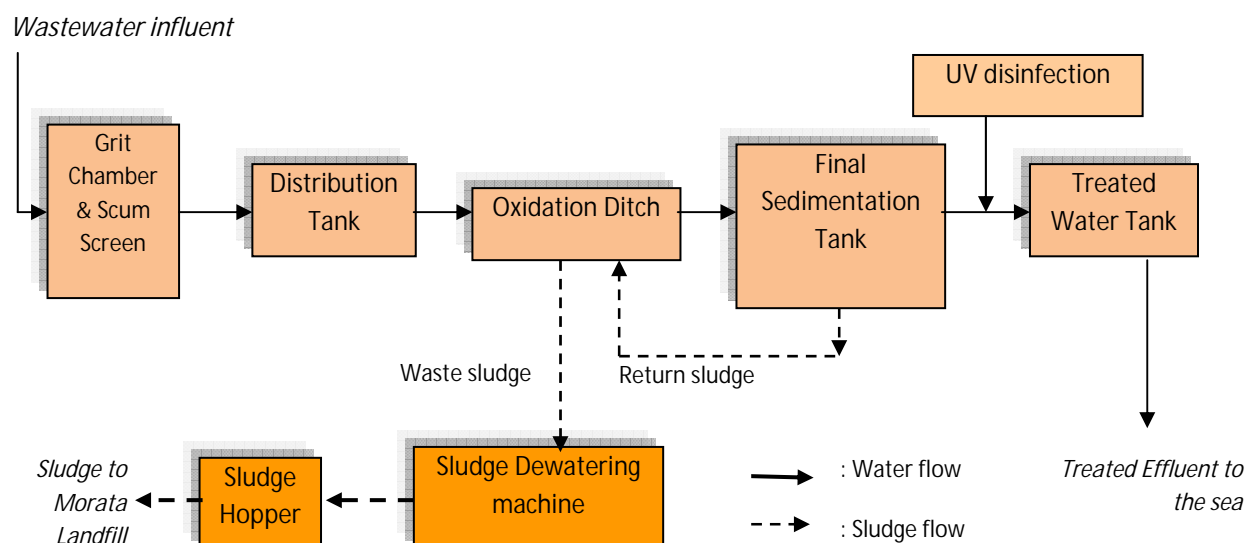 Wastewater influent
UV disinfection
Grit
Chamber
& Scum
Screen
Distribution
Tank
Oxidation Ditch
Final
Sedimentation
Tank
Treated
Water Tank
Waste sludge
Return sludge
Sludge to
Morata
Landfill
Sludge
Hopper
Sludge Dewatering
machine
: Water flow
: Sludge flow
Treated Effluent to
the sea